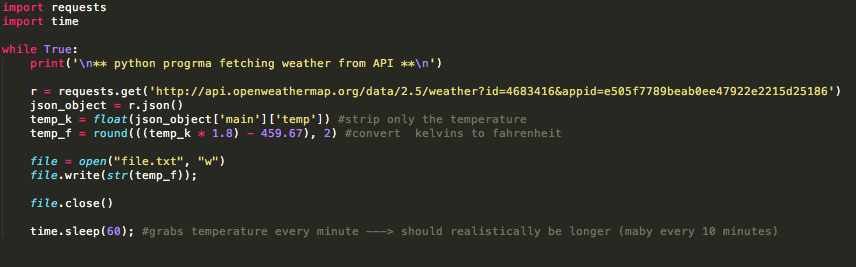 import requests
import time
while True:
print('\n** python progrma fetching weather from API **\n')
r = requests.get('http://api.openweathermap.org/data/2.5/weather?id=4683416&appid=e505f7789beab0ee47922e2215d25186')
json_object = r.json()
temp_k = float(json_object['main']['temp']) #strip only the temperature
temp_f = round(((temp_k * 1.8) - 459.67), 2) #convert  kelvins to fahrenheit
file = open("file.txt", "w")
file.write(str(temp_f));
file.close()
time.sleep(60); #grabs temperature every minute ---> should realistically be longer (maby every 10 minutes)